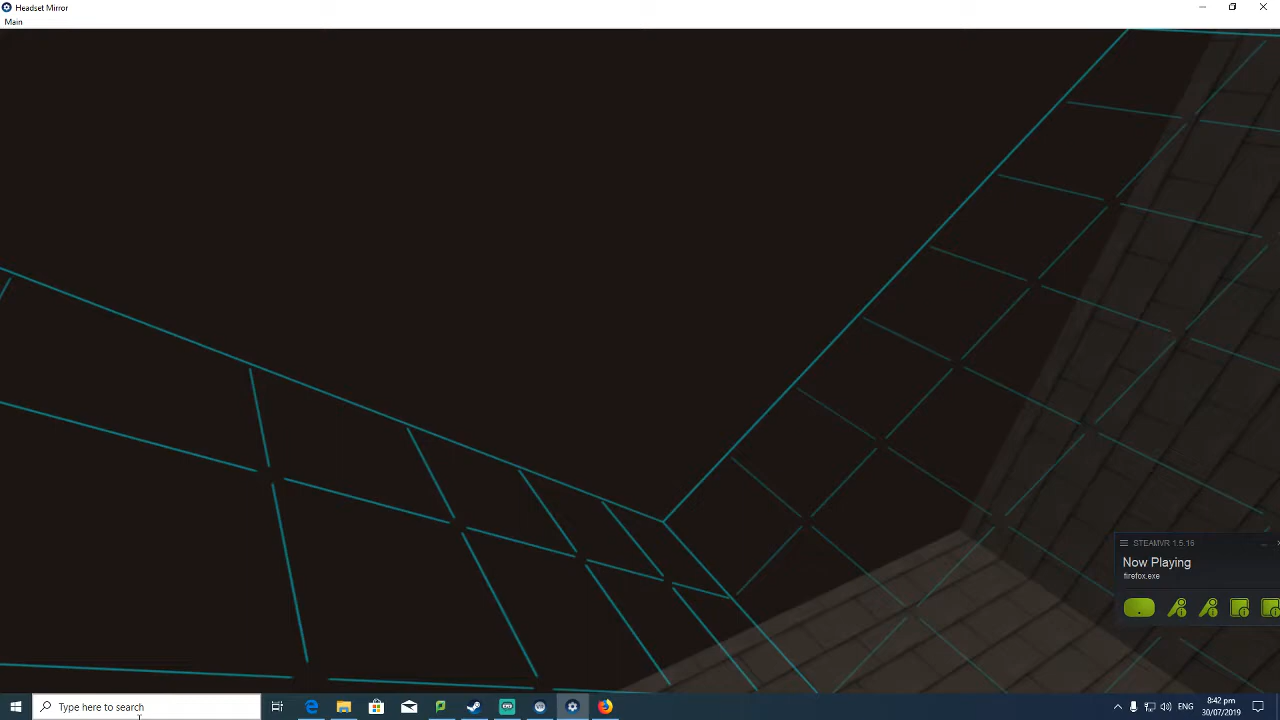 Headset Mirror
Main
STEAMVR 1.5.16
Now Playing
firefox.exe
Type here to search
ENG
8:42 pm
30/07/2019